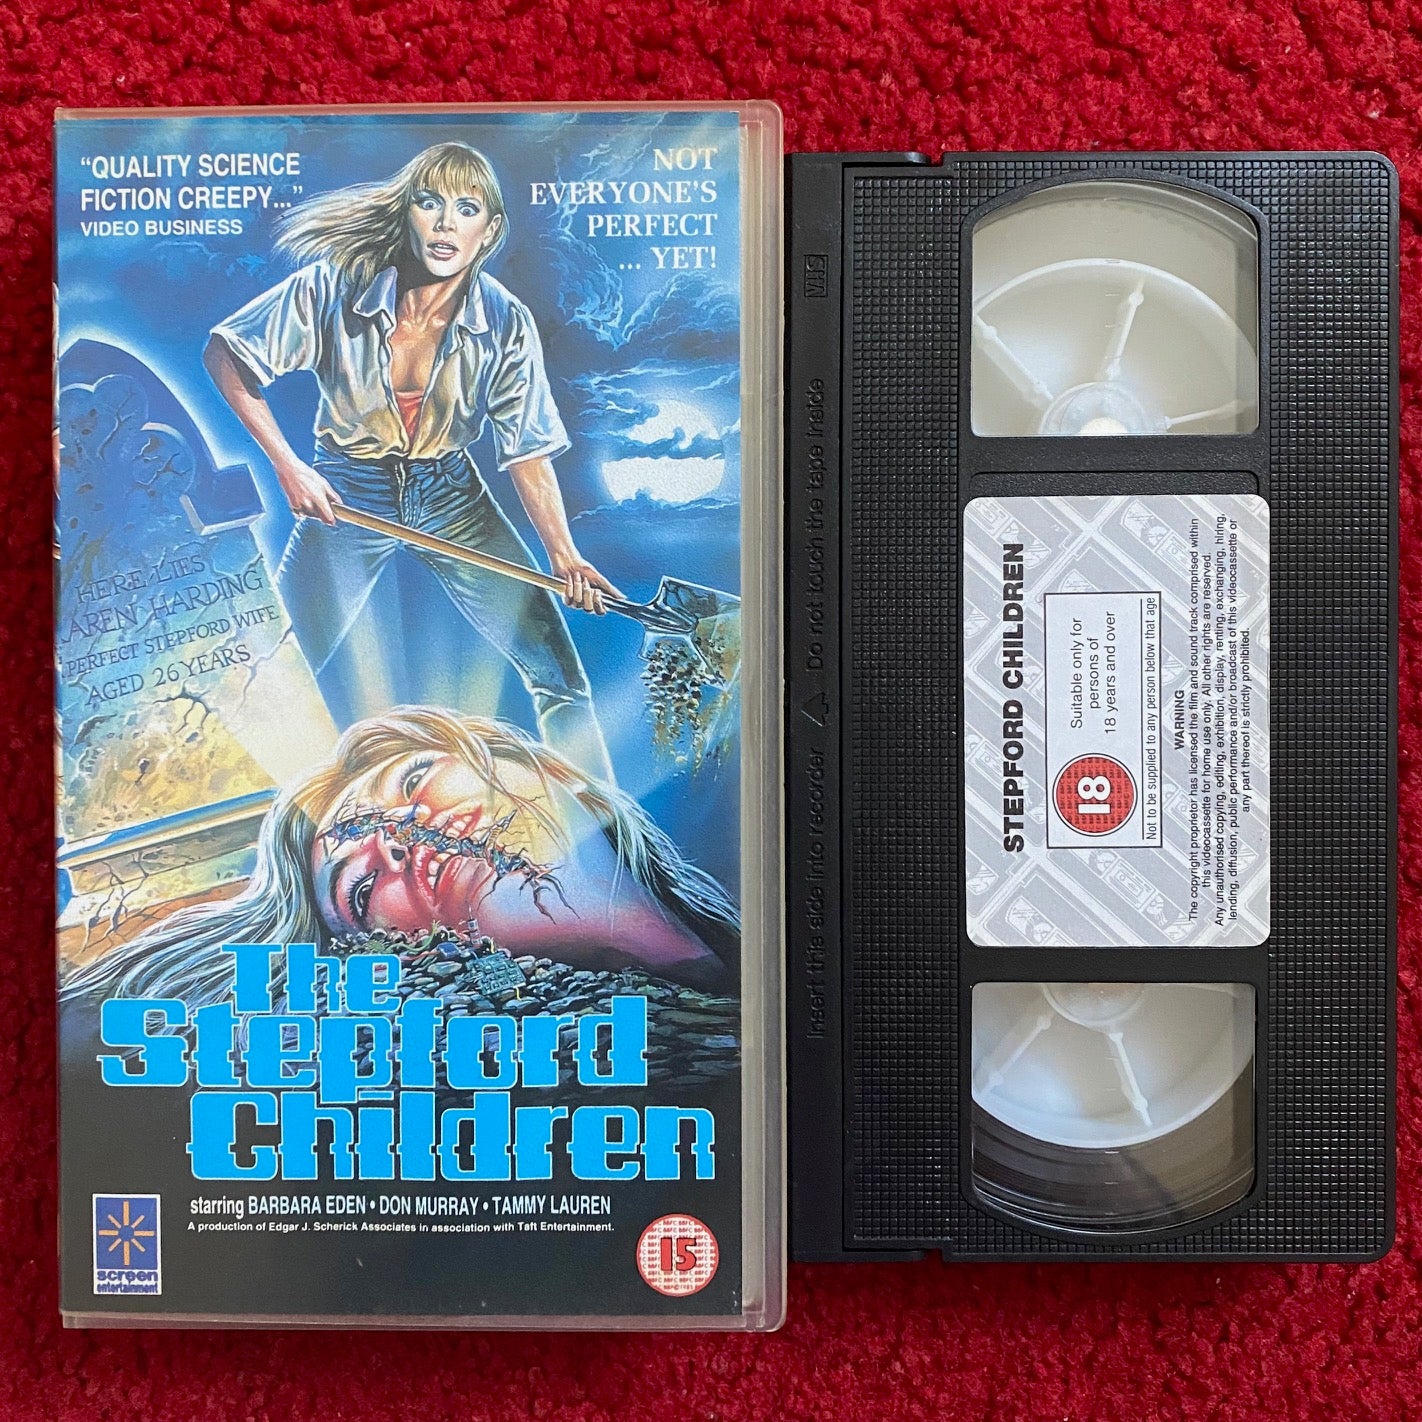 “QUALITY SCIENCE
FICTION CREEPY...”
VIDEO BUSINESS
NOT
EVERYONE'S
PERFECT
... YET!
HERE LIES
AREN HARDING
PERFECT STEPFORD WIFE
AGED 26 YEARS
The
Stepford
Children
starring BARBARA EDEN • DON MURRAY • TAMMY LAUREN
A production of Edgar J. Scherick Associates in association with Taft Entertainment.
screen
entertainment
15
VHS
Insert this side into recorder △ Do not touch the tape inside
STEPFORD CHILDREN
18
Suitable only for
persons of
18 years and over
Not to be supplied to any person below that age
WARNING
The copyright proprietor has licensed the film and sound track comprised within
this videocassette for home use only. All other rights are reserved.
Any unauthorised copying, editing, exhibition, display, renting, exchanging, hiring,
lending, diffusion, public performance and/or broadcast of this videocassette or
any part thereof is strictly prohibited.